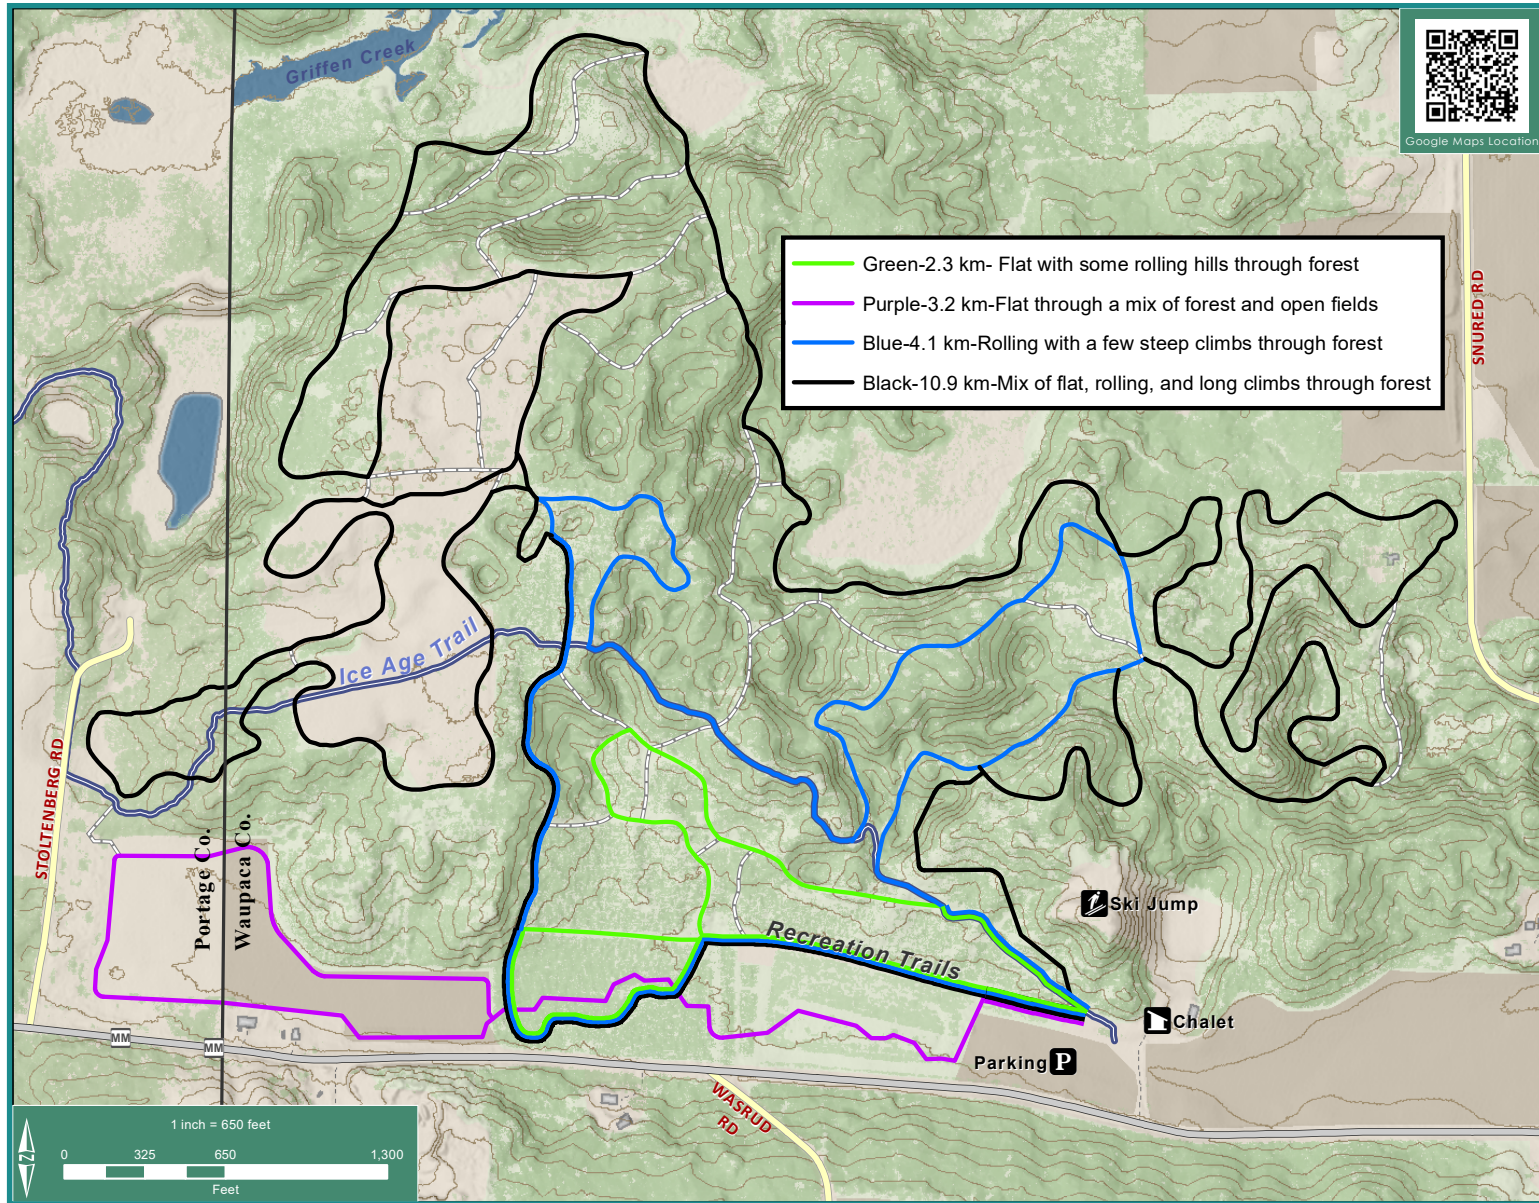 Griffen Creek
Google Maps Location
Green-2.3 km- Flat with some rolling hills through forest
Purple-3.2 km-Flat through a mix of forest and open fields
Blue-4.1 km-Rolling with a few steep climbs through forest
Black-10.9 km-Mix of flat, rolling, and long climbs through forest
SNURED RD
Ice Age Trail
STOLTENBERG RD
Portage Co.
Waupaca Co.
Ski Jump
Recreation Trails
Chalet
MM
MM
Parking P
WASRUD
RD
1 inch = 650 feet
0 325 650 1,300
Feet
N